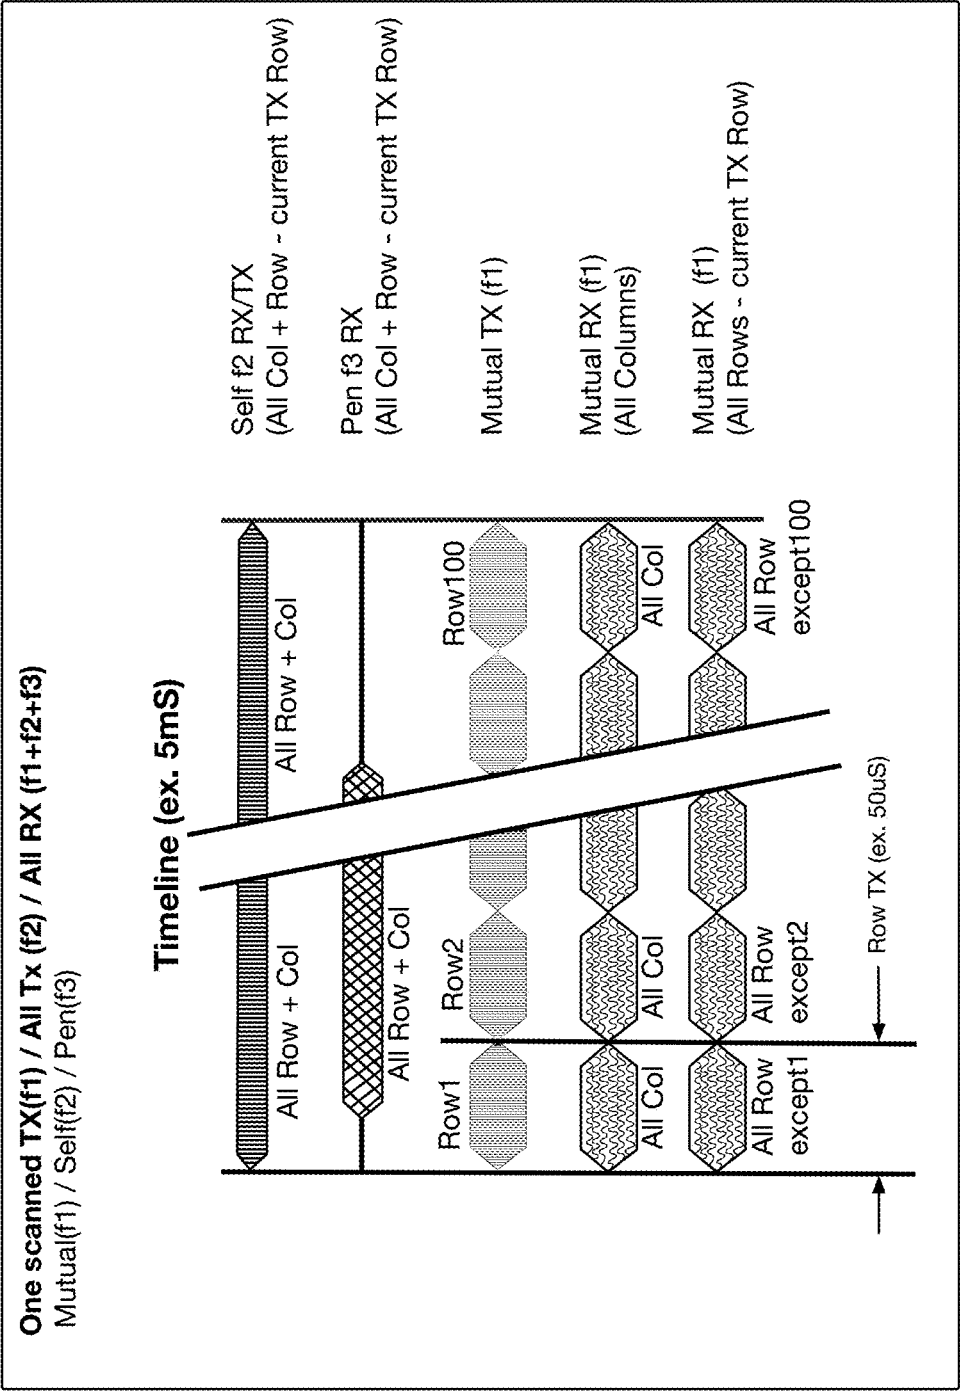 One scanned TX(f1) / All Tx (f2) / All RX (f1+f2+f3)
Mutual(f1) / Self(f2) / Pen(f3)
Timeline (ex. 5mS)
Self f2 RX/TX
(All Col + Row - current TX Row)
All Row + Col
All Row + Col
Pen f3 RX
(All Col + Row - current TX Row)
All Row + Col
Row1
Row2
Row100
Mutual TX (f1)
All Col
All Col
All Col
Mutual RX (f1)
(All Columns)
All Row
except1
All Row
except2
All Row
except100
Mutual RX (f1)
(All Rows - current TX Row)
Row TX (ex. 50uS)